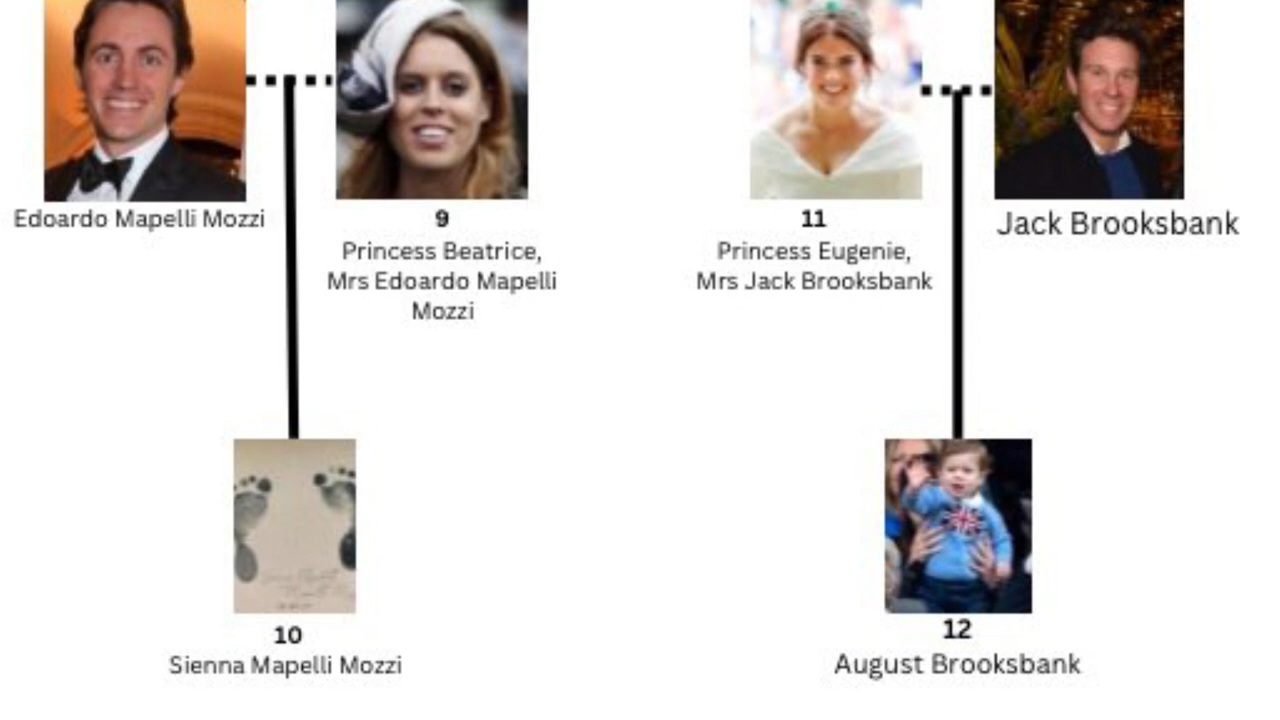 Edoardo Mapelli Mozzi
9
Princess Beatrice,
Mrs Edoardo Mapelli
Mozzi
11
Princess Eugenie,
Mrs Jack Brooksbank
Jack Brooksbank
10
Sienna Mapelli Mozzi
12
August Brooksbank